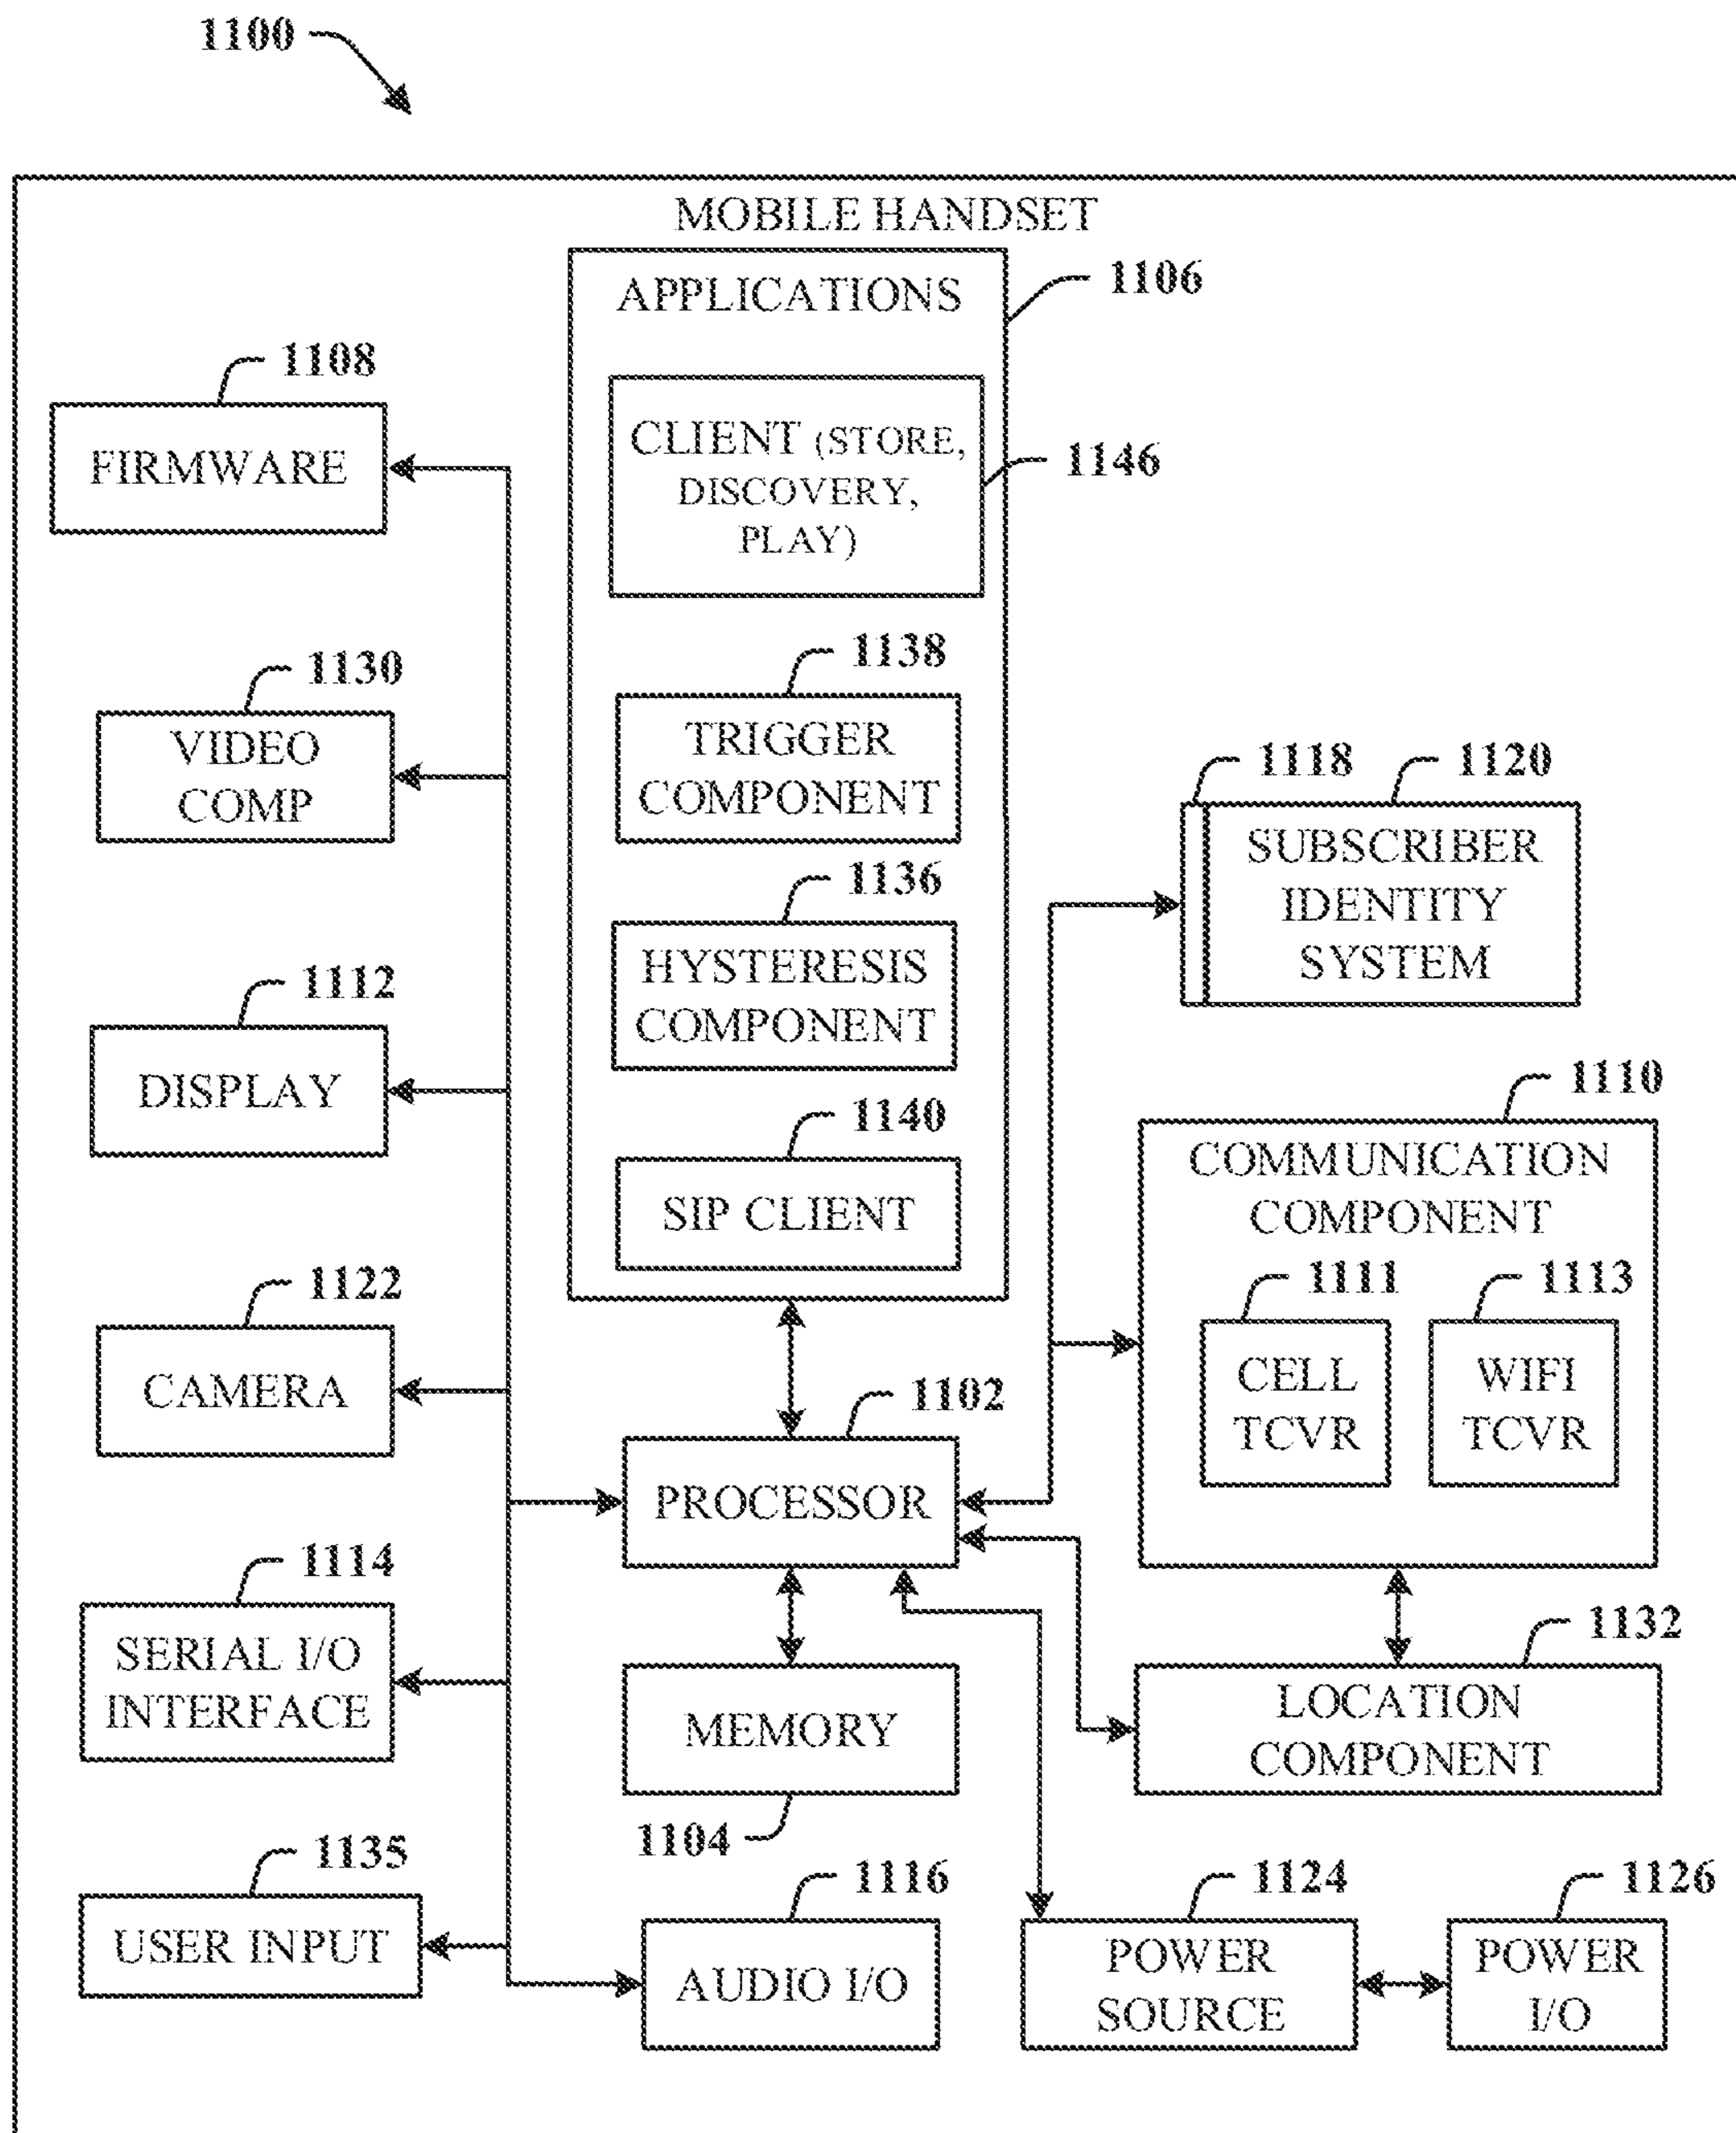 1100
MOBILE HANDSET
APPLICATIONS
1106
CLIENT (STORE,
DISCOVERY,
PLAY)
1146
1138
TRIGGER
COMPONENT
1136
HYSTERESIS
COMPONENT
1140
SIP CLIENT
1108
FIRMWARE
1130
VIDEO
COMP
1112
DISPLAY
1122
CAMERA
1114
SERIAL I/O
INTERFACE
1135
USER INPUT
1102
PROCESSOR
MEMORY
1104
1116
AUDIO I/O
1118
1120
SUBSCRIBER
IDENTITY
SYSTEM
1110
COMMUNICATION
COMPONENT
1111
CELL
TCVR
1113
WIFI
TCVR
1132
LOCATION
COMPONENT
1124
POWER
SOURCE
1126
POWER
I/O